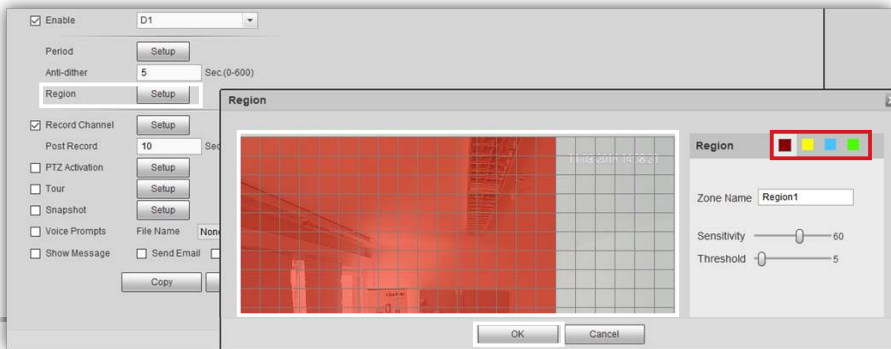 Enable D1
Period Setup
Anti-dither 5 Sec.(0-600)
Region Setup
Record Channel Setup
Post Record 10 Sec
PTZ Activation Setup
Tour Setup
Snapshot Setup
Voice Prompts File Name None
Show Message Send Email
Copy
Region
Region
Zone Name Region1
Sensitivity 60
Threshold 5
OK Cancel